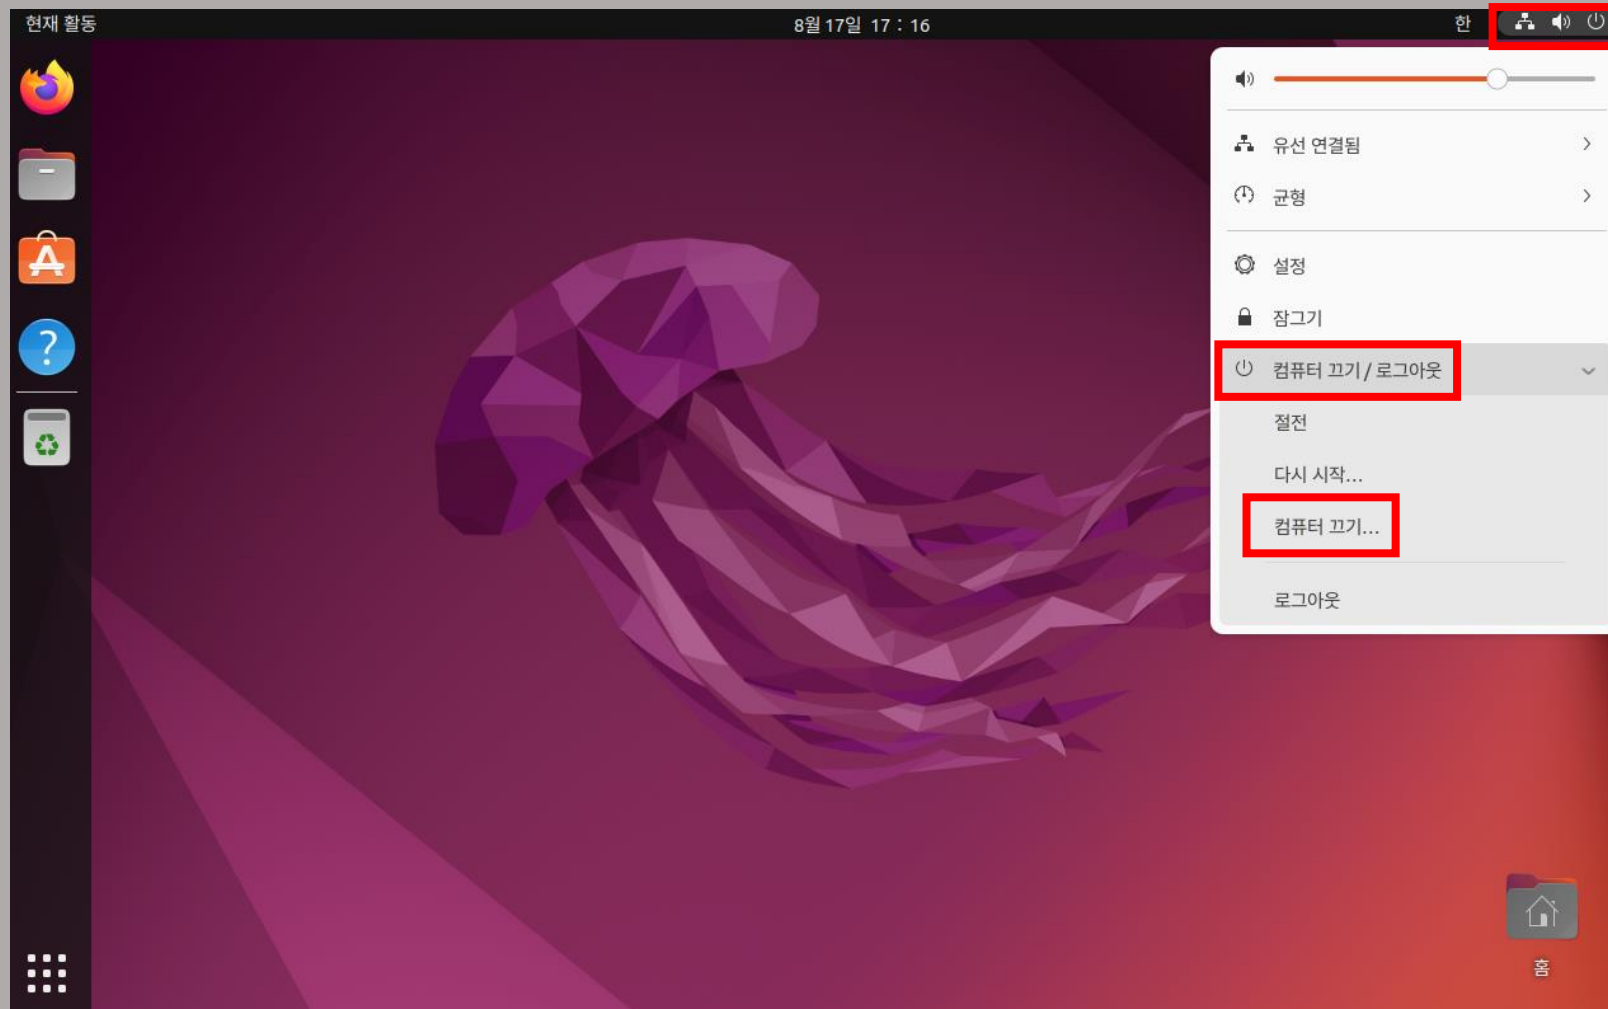 현재 활동
8월 17일 17 : 16
한
유선 연결됨
균형
설정
잠그기
컴퓨터 끄기 / 로그아웃
절전
다시 시작...
컴퓨터 끄기...
로그아웃
홈